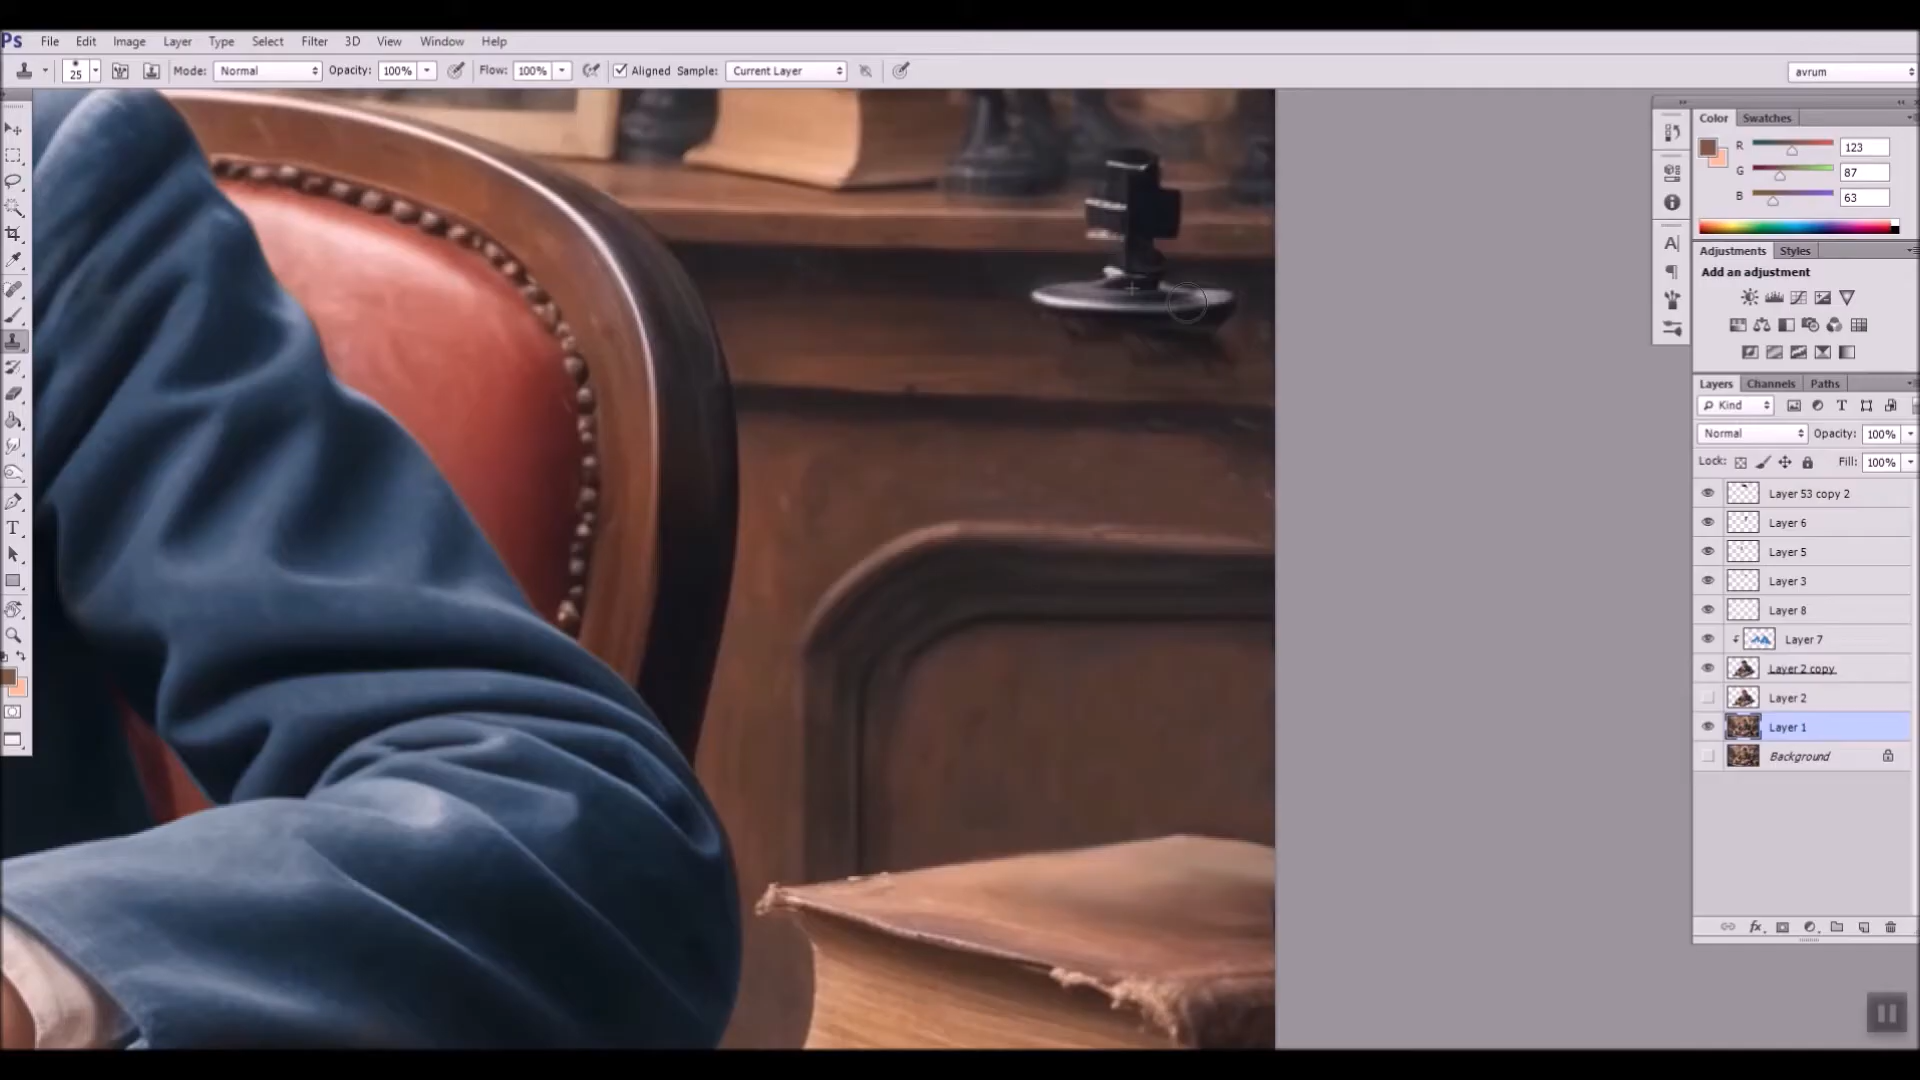 Ps File Edit Image Layer Type Select Filter 3D View Window Help
25 Mode: Normal Opacity: 100% Flow: 100% Aligned Sample: Current Layer avrum
Color Swatches
R 123
G 87
B 63
Adjustments Styles
Add an adjustment
Layers Channels Paths
Kind
Normal Opacity: 100%
Lock: Fill: 100%
Layer 53 copy 2
Layer 6
Layer 5
Layer 3
Layer 8
Layer 7
Layer 2 copy
Layer 2
Layer 1
Background